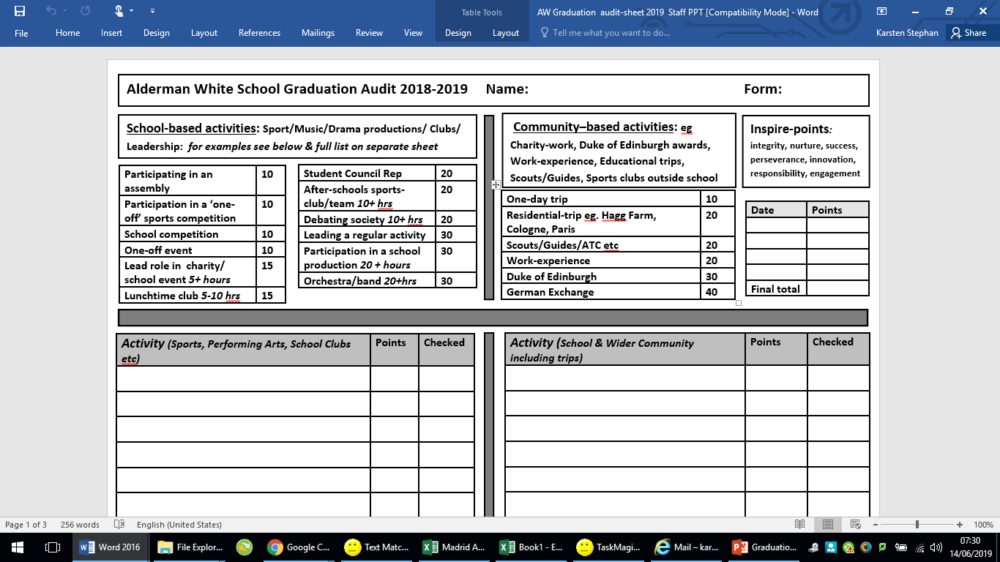 Table Tools
AW Graduation  audit-sheet 2019  Staff PPT [Compatibility Mode] - Word
File Home Insert Design Layout References Mailings Review View Design Layout Tell me what you want to do... Karsten Stephan Share
Alderman White School Graduation Audit 2018-2019 Name: Form:
School-based activities: Sport/Music/Drama productions/ Clubs/
Leadership:  for examples see below & full list on separate sheet
Participating in an 10
assembly
Participation in a ‘one- 10
off’ sports competition
School competition 10
One-off event 10
Lead role in  charity/ 15
school event 5+ hours
Lunchtime club 5-10 hrs 15
Student Council Rep 20
After-schools sports- 20
club/team 10+ hrs
Debating society 10+ hrs 20
Leading a regular activity 30
Participation in a school 30
production 20 + hours
Orchestra/band 20+hrs 30
Community–based activities: eg
Charity-work, Duke of Edinburgh awards,
Work-experience, Educational trips,
Scouts/Guides, Sports clubs outside school
One-day trip 10
Residential-trip eg. Hagg Farm, 20
Cologne, Paris
Scouts/Guides/ATC etc 20
Work-experience 20
Duke of Edinburgh 30
German Exchange 40
Inspire-points:
integrity, nurture, success,
perseverance, innovation,
responsibility, engagement
Date Points
Final total
Activity (Sports, Performing Arts, School Clubs Points Checked
etc)
Activity (School & Wider Community Points Checked
including trips)
Page 1 of 3 256 words English (United States) 100%
Word 2016 File Explor... Google C... Text Matc... Madrid A... Book1 - E... TaskMagi... Mail – kar... Graduatio... 07:30
14/06/2019